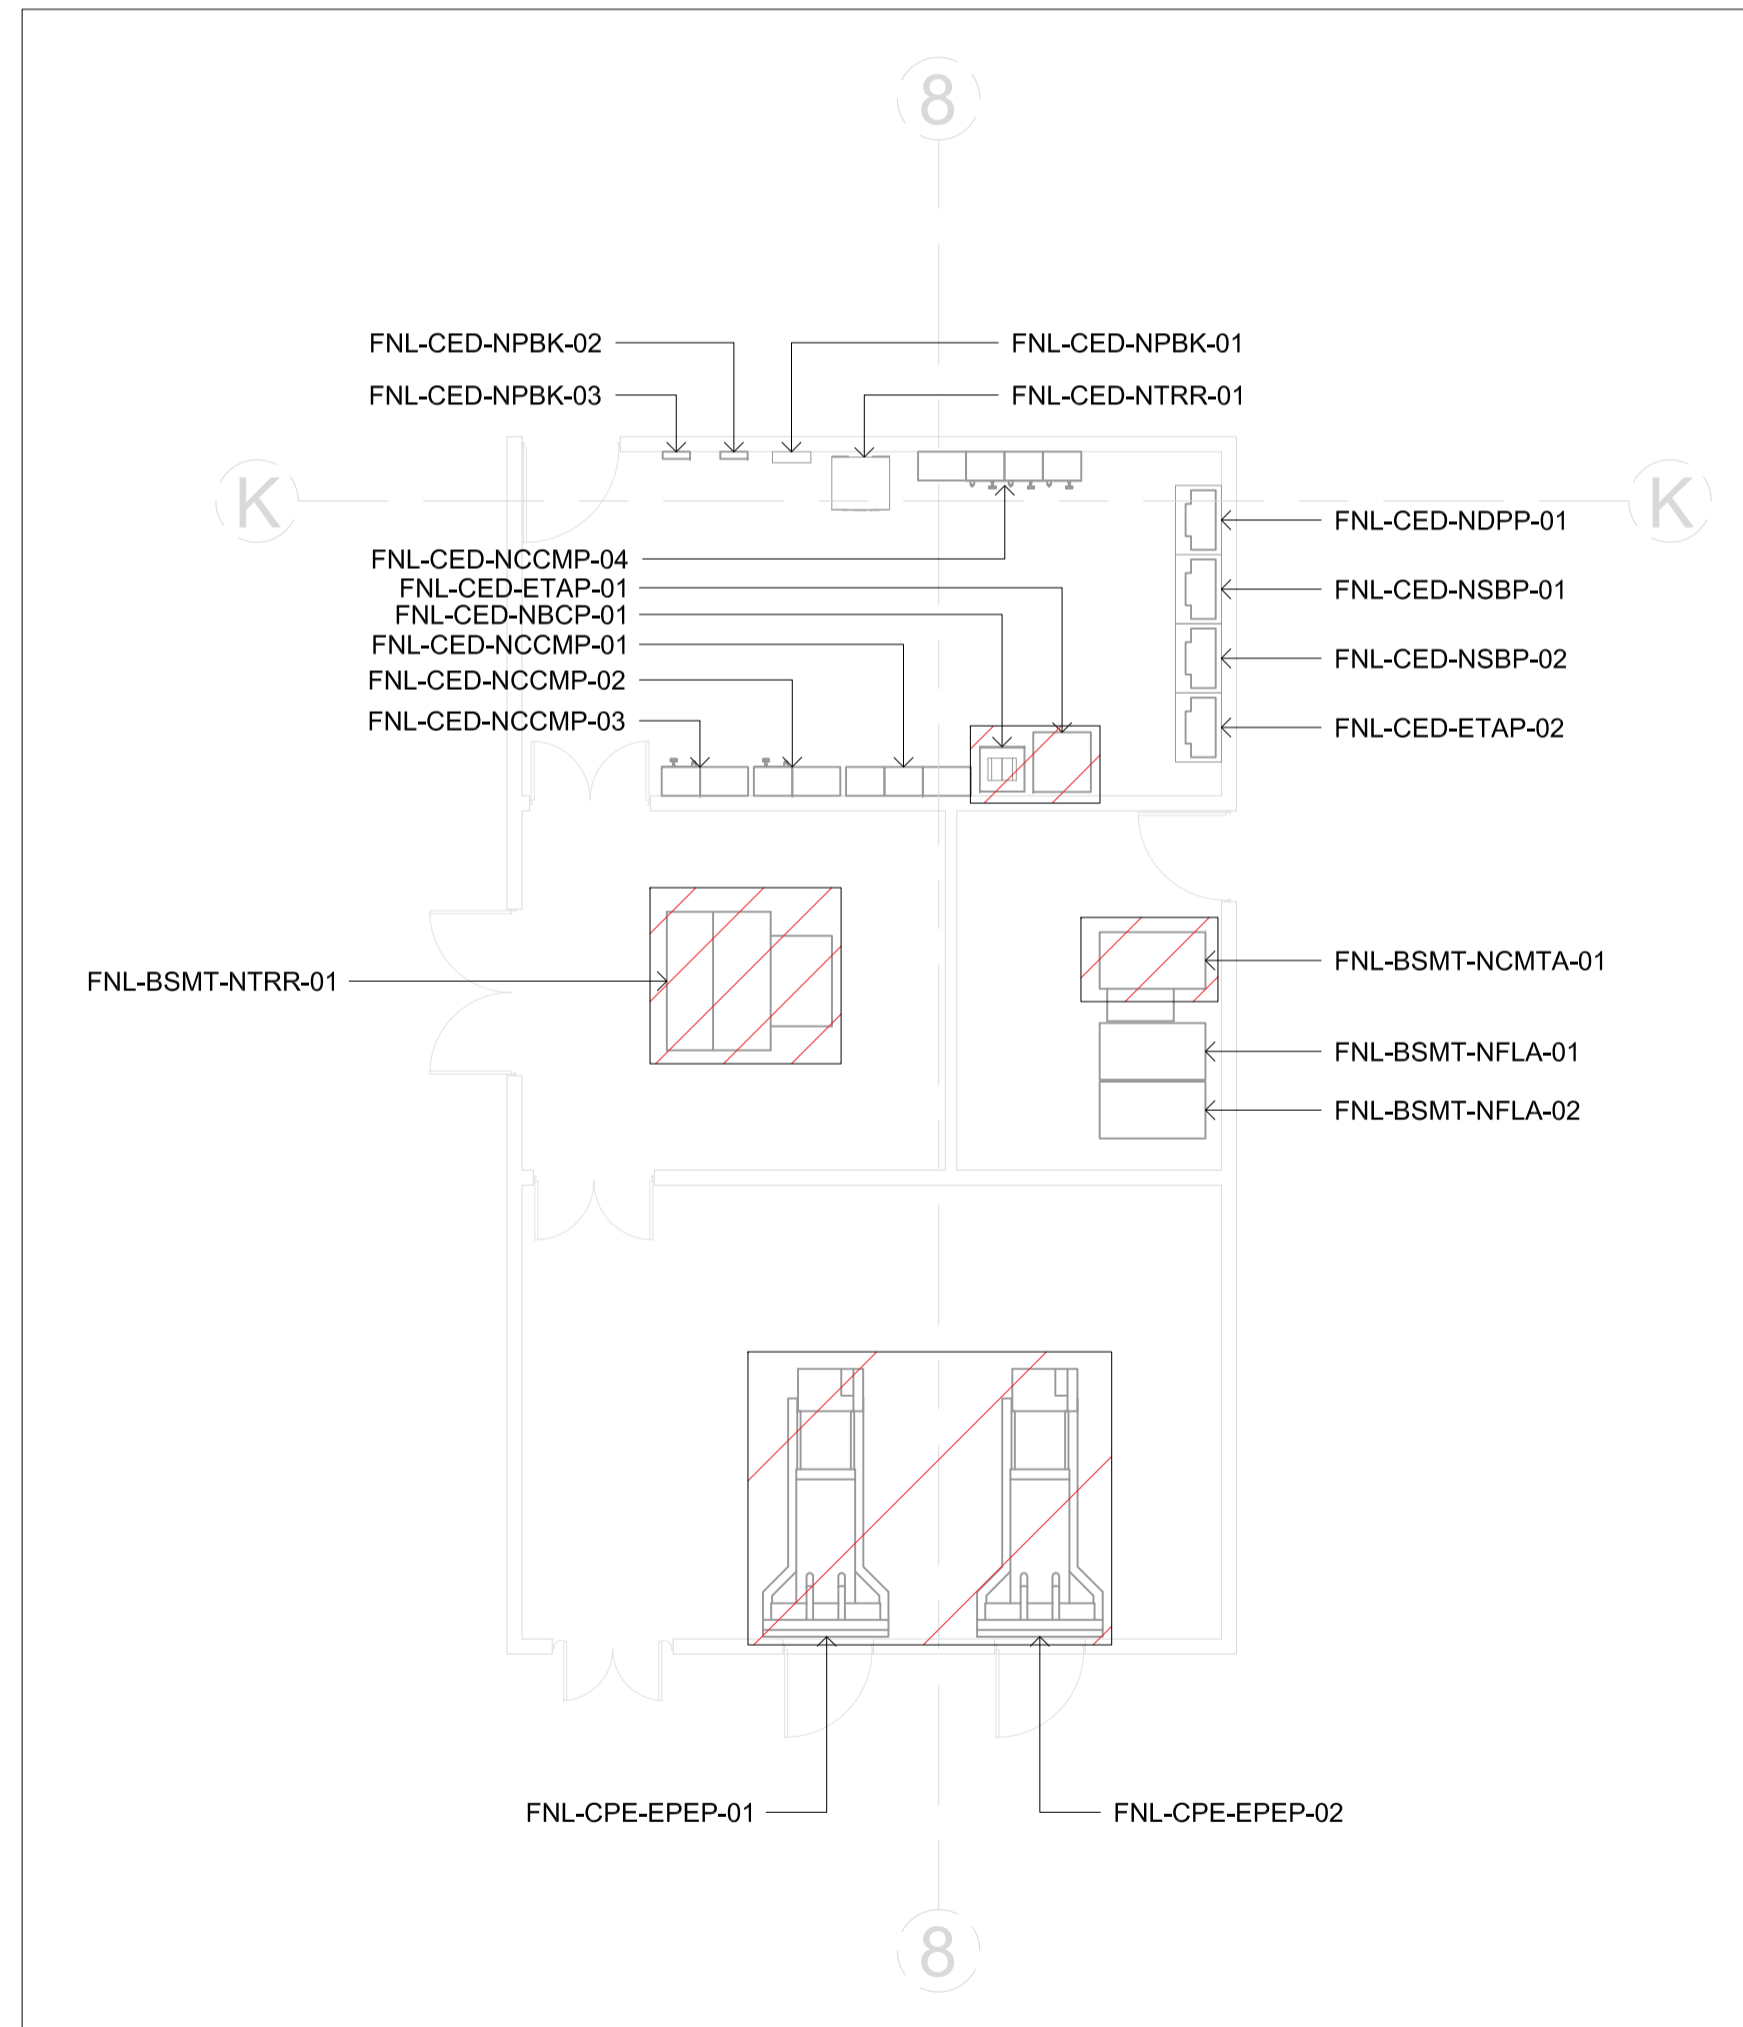 8
FNL-CED-NPBK-02
FNL-CED-NPBK-01
FNL-CED-NPBK-03
FNL-CED-NTRR-01
K
K
FNL-CED-NDPP-01
FNL-CED-NCCMP-04
FNL-CED-ETAP-01
FNL-CED-NSBP-01
FNL-CED-NBCP-01
FNL-CED-NCCMP-01
FNL-CED-NSBP-02
FNL-CED-NCCMP-02
FNL-CED-NCCMP-03
FNL-CED-ETAP-02
FNL-BSMT-NTRR-01
FNL-BSMT-NCMTA-01
FNL-BSMT-NFLA-01
FNL-BSMT-NFLA-02
FNL-CPE-EPEP-01
FNL-CPE-EPEP-02
8